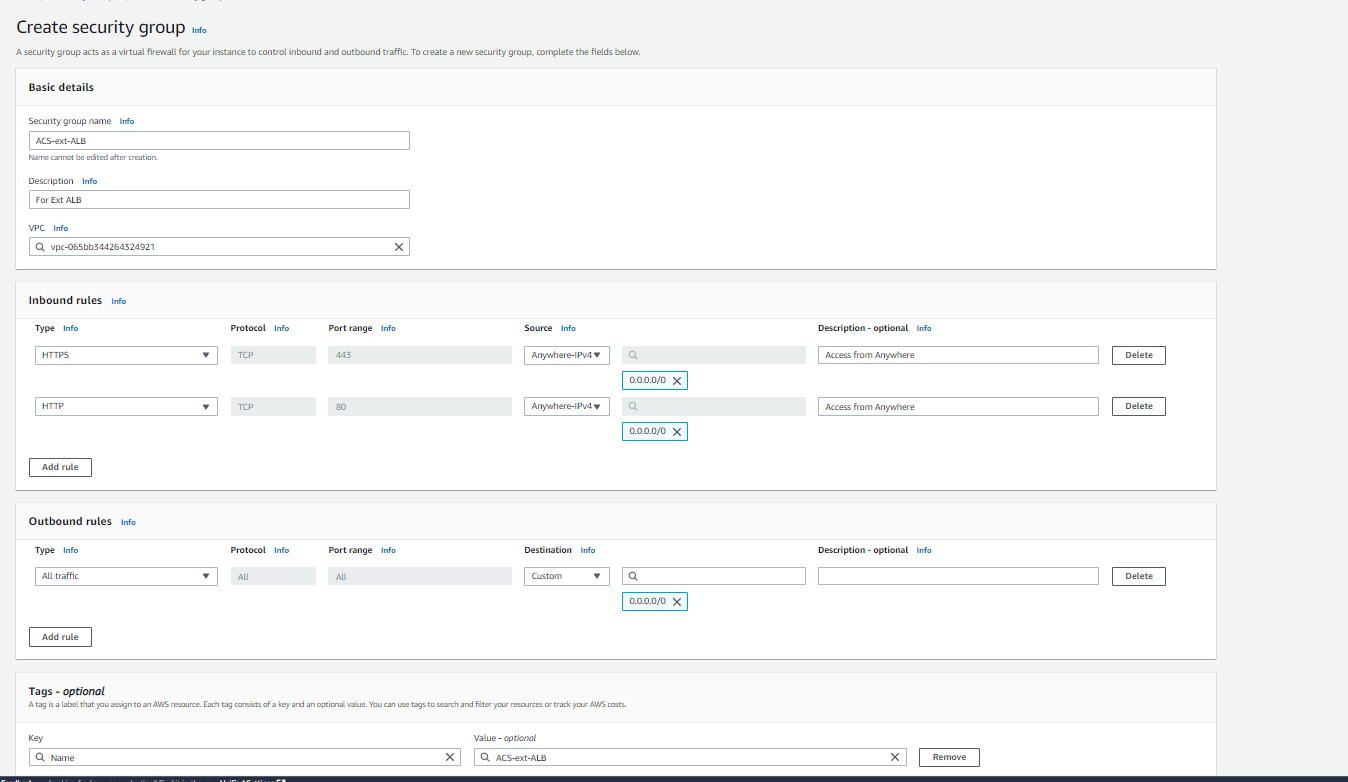 Create security group Info
A security group acts as a virtual firewall for your instance to control inbound and outbound traffic. To create a new security group, complete the fields below.
Basic details
Security group name Info
ACS-ext-ALB
Name cannot be edited after creation.
Description Info
For Ext ALB
VPC Info
vpc-065bb344264324921
Inbound rules Info
Type Info Protocol Info Port range Info Source Info Description - optional Info
HTTPS TCP 443 Anywhere-IPv4 Access from Anywhere Delete
0.0.0.0/0
HTTP TCP 80 Anywhere-IPv4 Access from Anywhere Delete
0.0.0.0/0
Add rule
Outbound rules Info
Type Info Protocol Info Port range Info Destination Info Description - optional Info
All traffic All All Custom Delete
0.0.0.0/0
Add rule
Tags - optional
A tag is a label that you assign to an AWS resource. Each tag consists of a key and an optional value. You can use tags to search and filter your resources or track your AWS costs.
Key Value - optional
Name ACS-ext-ALB Remove